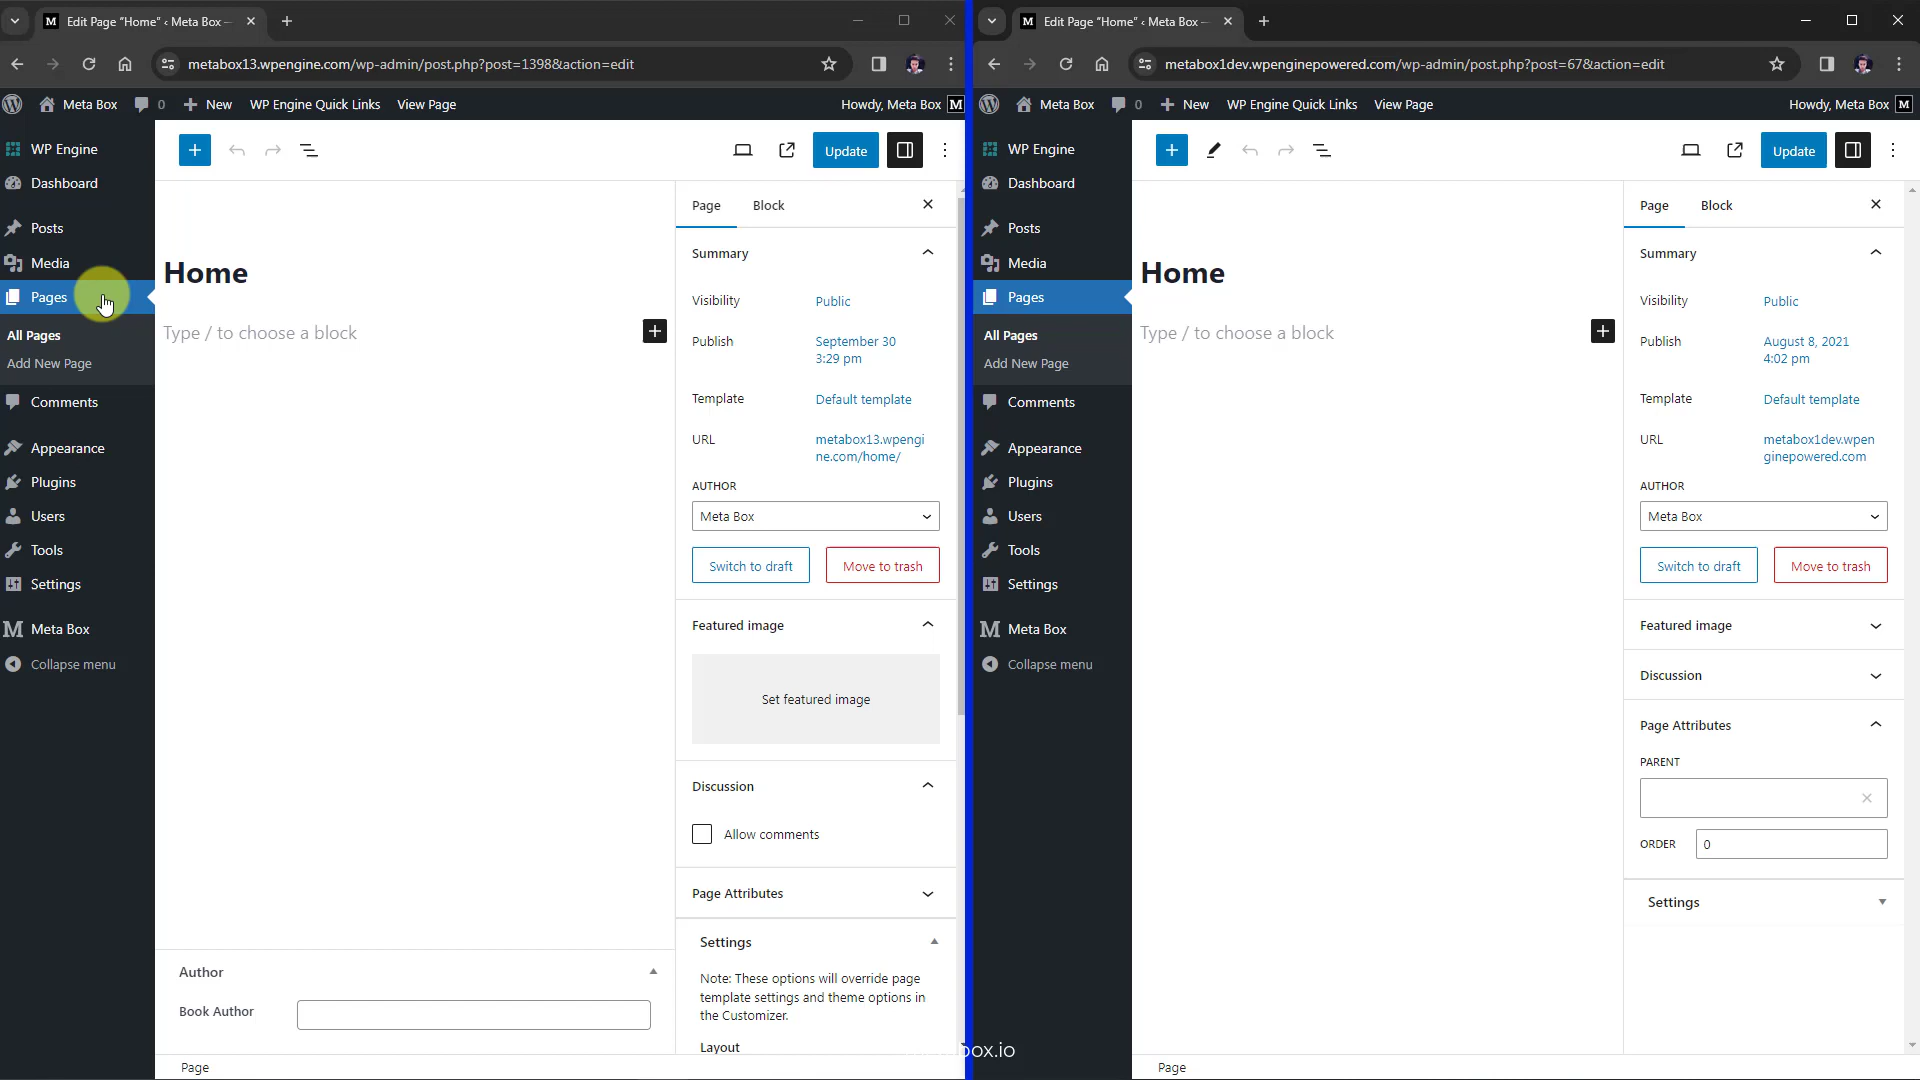 Edit Page “Home” ‹ Meta Box —
metabox13.wpengine.com/wp-admin/post.php?post=1398&action=edit
Meta Box
0
New
WP Engine Quick Links
View Page
Howdy, Meta Box
WP Engine
Dashboard
Posts
Media
Pages
All Pages
Add New Page
Comments
Appearance
Plugins
Users
Tools
Settings
Meta Box
Collapse menu
Update
Home
Type / to choose a block
Page
Block
Summary
Visibility
Public
Publish
September 30
3:29 pm
Template
Default template
URL
metabox13.wpengi
ne.com/home/
AUTHOR
Meta Box
Switch to draft
Move to trash
Featured image
Set featured image
Discussion
Allow comments
Page Attributes
Settings
Note: These options will override page
template settings and theme options in
the Customizer.
Layout
Author
Book Author
Page
Edit Page “Home” ‹ Meta Box —
metabox1dev.wpenginepowered.com/wp-admin/post.php?post=67&action=edit
Meta Box
0
New
WP Engine Quick Links
View Page
Howdy, Meta Box
WP Engine
Dashboard
Posts
Media
Pages
All Pages
Add New Page
Comments
Appearance
Plugins
Users
Tools
Settings
Meta Box
Collapse menu
Update
Home
Type / to choose a block
Page
Block
Summary
Visibility
Public
Publish
August 8, 2021
4:02 pm
Template
Default template
URL
metabox1dev.wpen
ginepowered.com
AUTHOR
Meta Box
Switch to draft
Move to trash
Featured image
Discussion
Page Attributes
PARENT
ORDER
0
Settings
Page